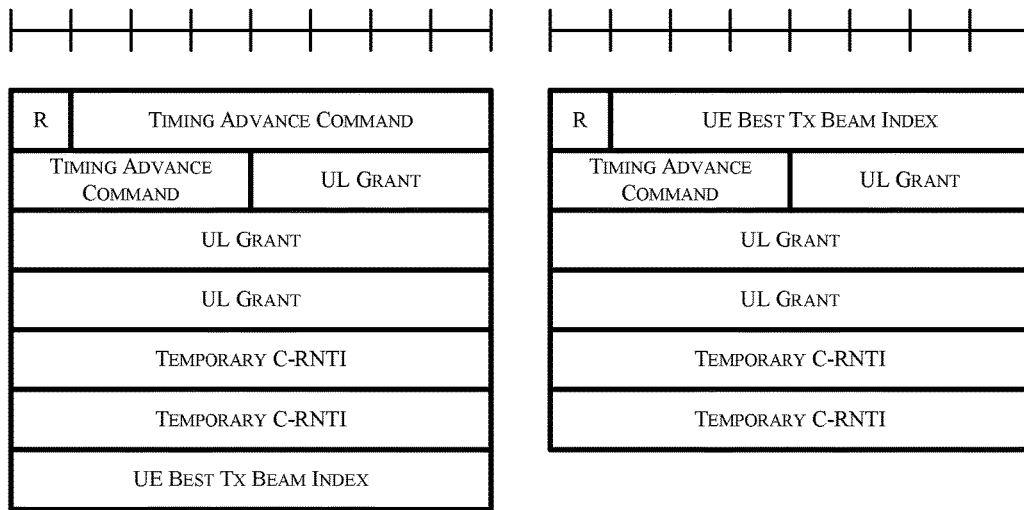 R
TIMING ADVANCE COMMAND
TIMING ADVANCE
COMMAND
UL GRANT
UL GRANT
UL GRANT
TEMPORARY C-RNTI
TEMPORARY C-RNTI
UE BEST TX BEAM INDEX
R
UE BEST TX BEAM INDEX
TIMING ADVANCE
COMMAND
UL GRANT
UL GRANT
UL GRANT
TEMPORARY C-RNTI
TEMPORARY C-RNTI